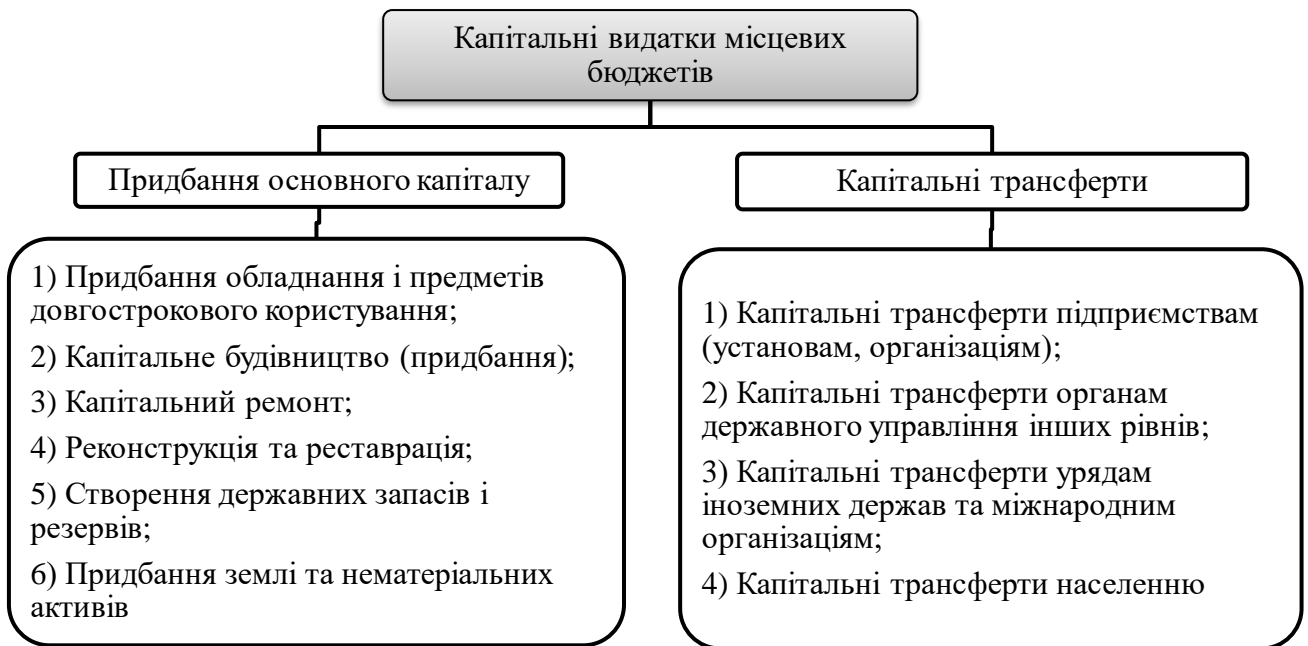 Капітальні видатки місцевих
бюджетів
Придбання основного капіталу
Капітальні трансферти
1) Придбання обладнання і предметів
довгострокового користування;
2) Капітальне будівництво (придбання);
3) Капітальний ремонт;
4) Реконструкція та реставрація;
5) Створення державних запасів і
резервів;
6) Придбання землі та нематеріальних
активів
1) Капітальні трансферти підприємствам
(установам, організаціям);
2) Капітальні трансферти органам
державного управління інших рівнів;
3) Капітальні трансферти урядам
іноземних держав та міжнародним
організаціям;
4) Капітальні трансферти населенню